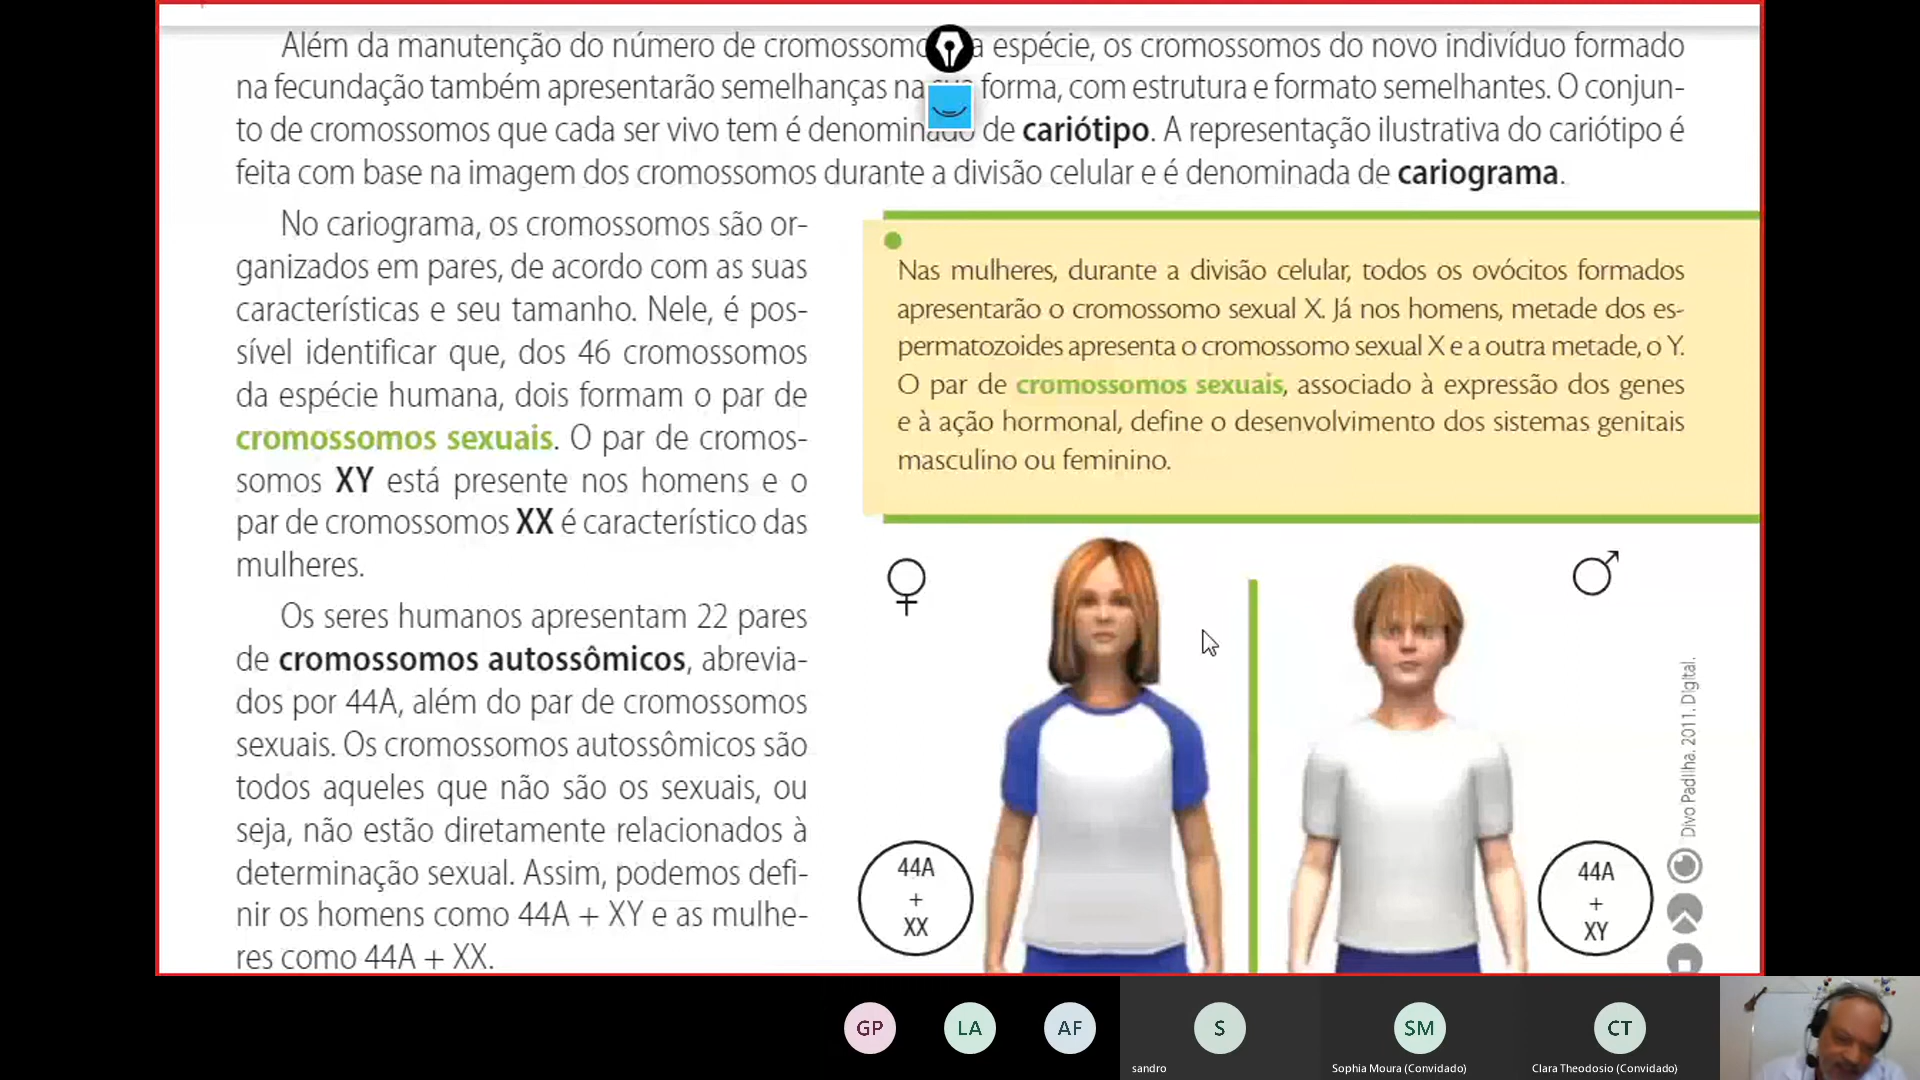 Além da manutenção do número de cromossomo a espécie, os cromossomos do novo indivíduo formado
na fecundação também apresentarão semelhanças na sua forma, com estrutura e formato semelhantes. O conjun-
to de cromossomos que cada ser vivo tem é denominado de cariótipo. A representação ilustrativa do cariótipo é
feita com base na imagem dos cromossomos durante a divisão celular e é denominada de cariograma.
No cariograma, os cromossomos são or-
ganizados em pares, de acordo com as suas
características e seu tamanho. Nele, é pos-
sível identificar que, dos 46 cromossomos
da espécie humana, dois formam o par de
cromossomos sexuais. O par de cromos-
somos XY está presente nos homens e o
par de cromossomos XX é característico das
mulheres.
Os seres humanos apresentam 22 pares
de cromossomos autossômicos, abrevia-
dos por 44A, além do par de cromossomos
sexuais. Os cromossomos autossômicos são
todos aqueles que não são os sexuais, ou
seja, não estão diretamente relacionados à
determinação sexual. Assim, podemos defi-
nir os homens como 44A + XY e as mulhe-
res como 44A + XX.
Nas mulheres, durante a divisão celular, todos os ovócitos formados
apresentarão o cromossomo sexual X. Já nos homens, metade dos es-
permatozoides apresenta o cromossomo sexual X e a outra metade, o Y.
O par de cromossomos sexuais, associado à expressão dos genes
e à ação hormonal, define o desenvolvimento dos sistemas genitais
masculino ou feminino.
44A
+
XX
44A
+
XY
Divo Padilha. 2011. Digital.
GP
LA
AF
S
SM
CT
sandro
Sophia Moura (Convidado)
Clara Theodosio (Convidado)